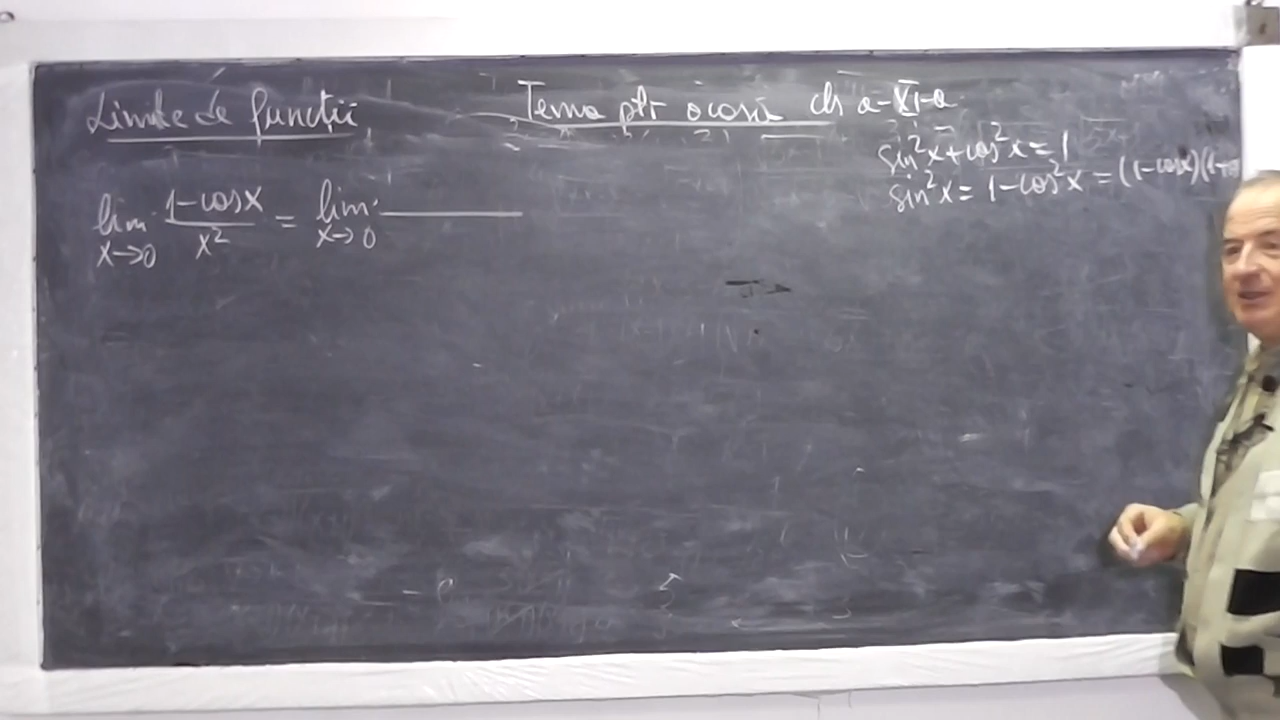 Limite de funcții
Tema ptr acasă cls a-XI-a
sin²x+cos²x=1
sin²x=1-cos²x=(1-cosx)(1+
lim x→0 (1-cosx)/x² = lim x→0